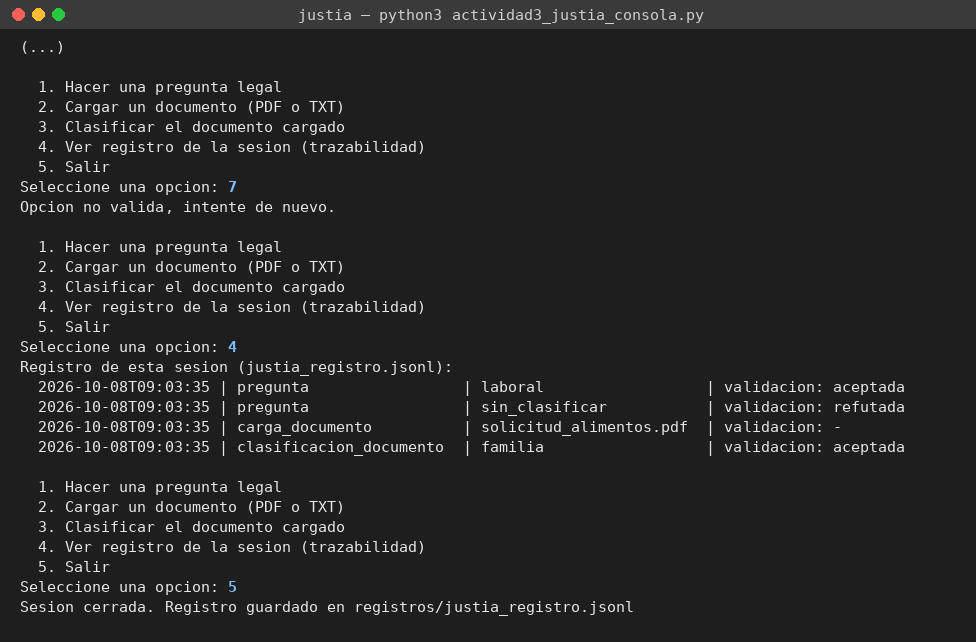 justia — python3 actividad3_justia_consola.py
(...)
1. Hacer una pregunta legal
2. Cargar un documento (PDF o TXT)
3. Clasificar el documento cargado
4. Ver registro de la sesion (trazabilidad)
5. Salir
Seleccione una opcion: 7
Opcion no valida, intente de nuevo.
1. Hacer una pregunta legal
2. Cargar un documento (PDF o TXT)
3. Clasificar el documento cargado
4. Ver registro de la sesion (trazabilidad)
5. Salir
Seleccione una opcion: 4
Registro de esta sesion (justia_registro.jsonl):
2026-10-08T09:03:35 | pregunta | laboral | validacion: aceptada
2026-10-08T09:03:35 | pregunta | sin_clasificar | validacion: refutada
2026-10-08T09:03:35 | carga_documento | solicitud_alimentos.pdf | validacion: -
2026-10-08T09:03:35 | clasificacion_documento | familia | validacion: aceptada
1. Hacer una pregunta legal
2. Cargar un documento (PDF o TXT)
3. Clasificar el documento cargado
4. Ver registro de la sesion (trazabilidad)
5. Salir
Seleccione una opcion: 5
Sesion cerrada. Registro guardado en registros/justia_registro.jsonl